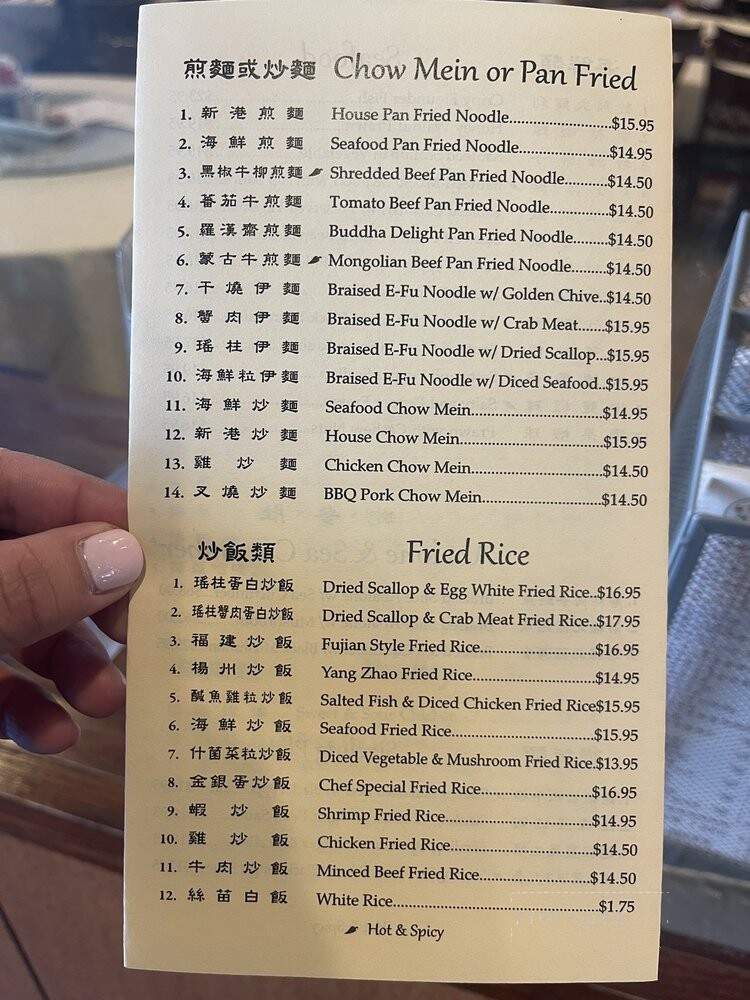 煎麵或炒麵 Chow Mein or Pan Fried
1. 新港煎麵 House Pan Fried Noodle............................$15.95
2. 海鮮煎麵 Seafood Pan Fried Noodle.........................$14.95
3. 黑椒牛柳煎麵 Shredded Beef Pan Fried Noodle...........$14.50
4. 蕃茄牛煎麵 Tomato Beef Pan Fried Noodle...............$14.50
5. 羅漢齋煎麵 Buddha Delight Pan Fried Noodle.........$14.50
6. 蒙古牛煎麵 Mongolian Beef Pan Fried Noodle.........$14.50
7. 干燒伊麵 Braised E-Fu Noodle w/ Golden Chive..$14.50
8. 蟹肉伊麵 Braised E-Fu Noodle w/ Crab Meat.......$15.95
9. 瑤柱伊麵 Braised E-Fu Noodle w/ Dried Scallop...$15.95
10. 海鮮粒伊麵 Braised E-Fu Noodle w/ Diced Seafood..$15.95
11. 海鮮炒麵 Seafood Chow Mein................................$14.95
12. 新港炒麵 House Chow Mein...................................$15.95
13. 雞炒麵 Chicken Chow Mein................................$14.50
14. 叉燒炒麵 BBQ Pork Chow Mein.............................$14.50
炒飯類 Fried Rice
1. 瑤柱蛋白炒飯 Dried Scallop & Egg White Fried Rice..$16.95
2. 瑤柱蟹肉蛋白炒飯 Dried Scallop & Crab Meat Fried Rice..$17.95
3. 福建炒飯 Fujian Style Fried Rice............................$16.95
4. 楊州炒飯 Yang Zhao Fried Rice..............................$14.95
5. 鹹魚雞粒炒飯 Salted Fish & Diced Chicken Fried Rice$15.95
6. 海鮮炒飯 Seafood Fried Rice...................................$15.95
7. 什菌菜粒炒飯 Diced Vegetable & Mushroom Fried Rice.$13.95
8. 金銀蛋炒飯 Chef Special Fried Rice...........................$16.95
9. 蝦炒飯 Shrimp Fried Rice....................................$14.95
10. 雞炒飯 Chicken Fried Rice...................................$14.50
11. 牛肉炒飯 Minced Beef Fried Rice...........................$14.50
12. 絲苗白飯 White Rice..................................................$1.75
Hot & Spicy